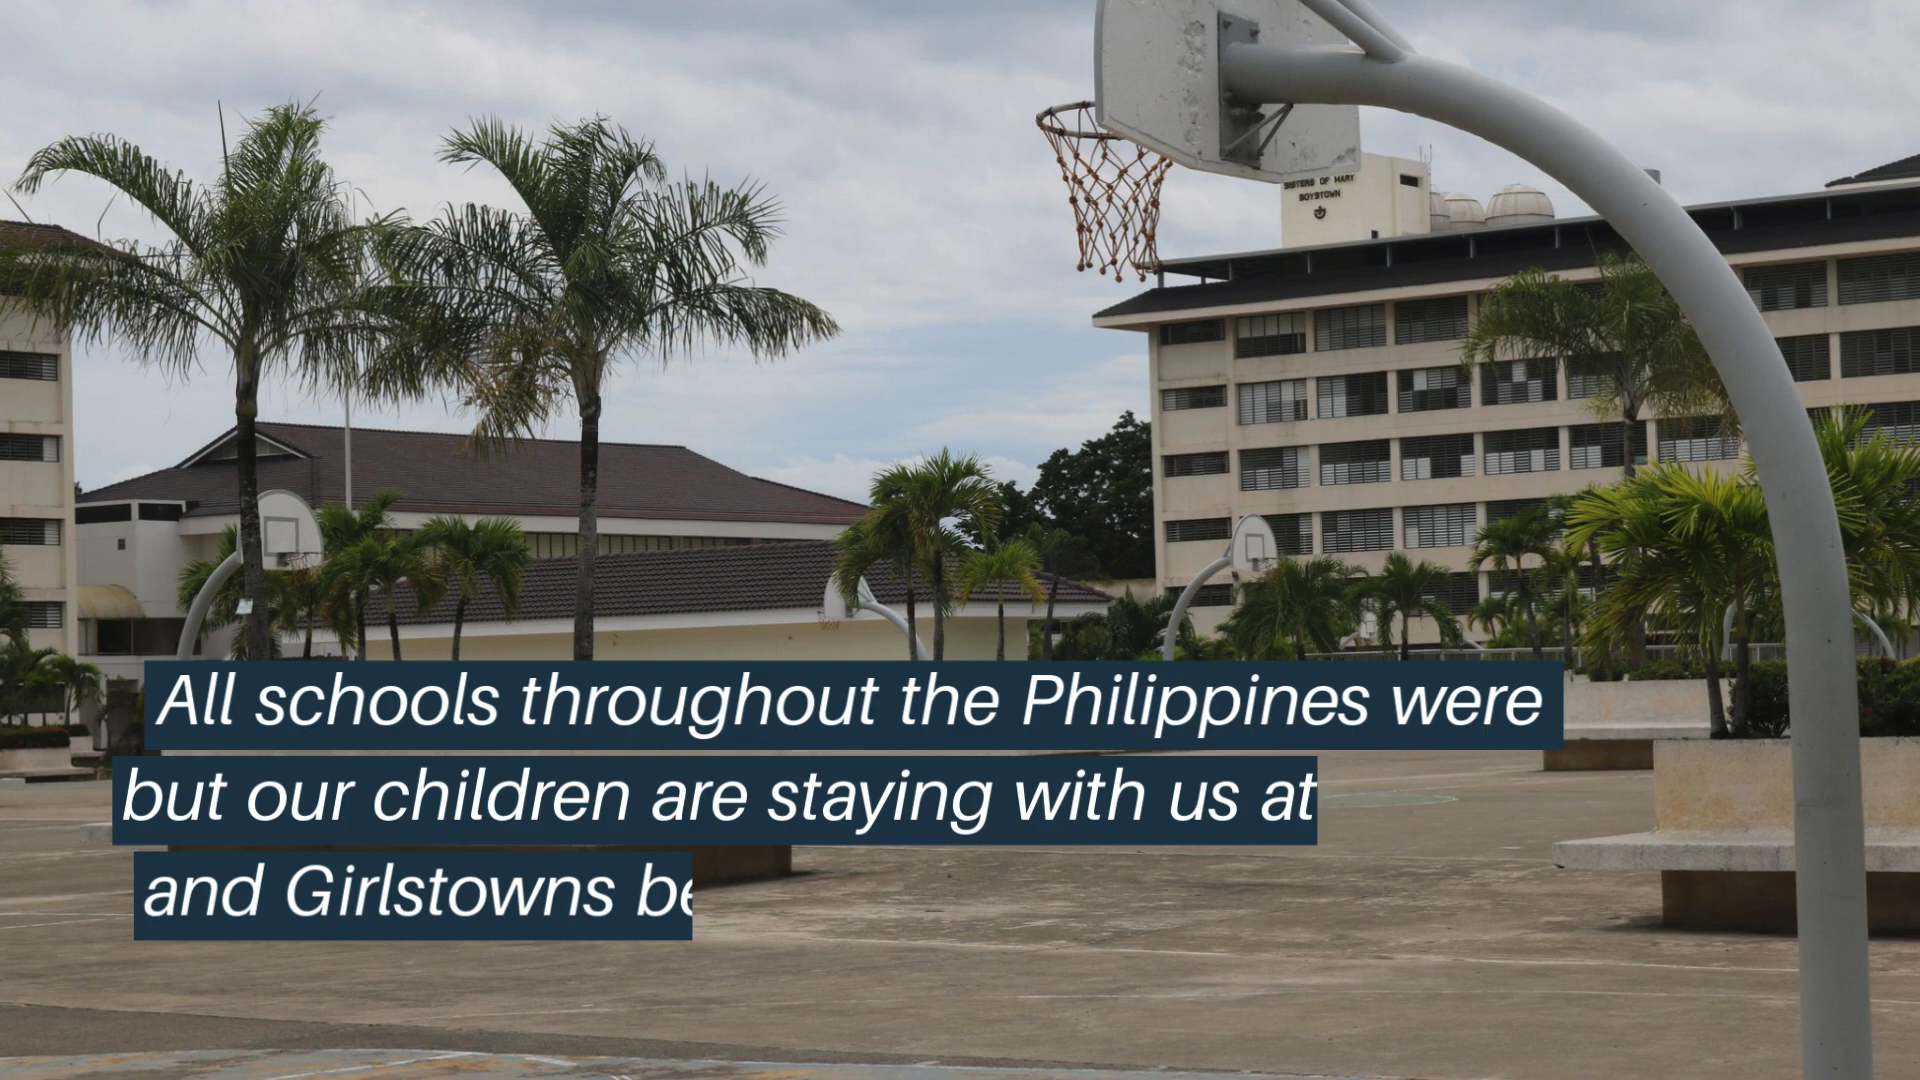 SISTERS OF MARY
BOYSTOWN
All schools throughout the Philippines were
but our children are staying with us at
and Girlstowns